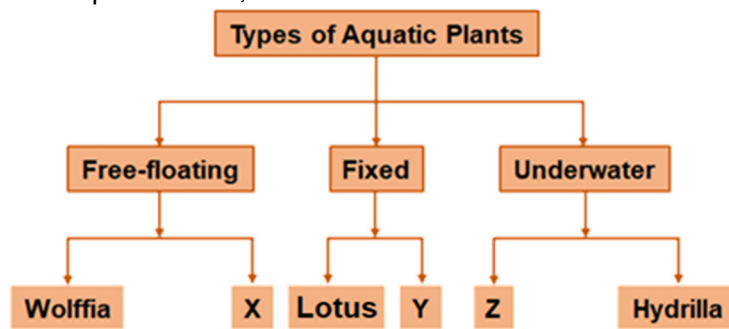 Types of Aquatic Plants
Free-floating
Fixed
Underwater
Wolffia
X
Lotus
Y
Z
Hydrilla